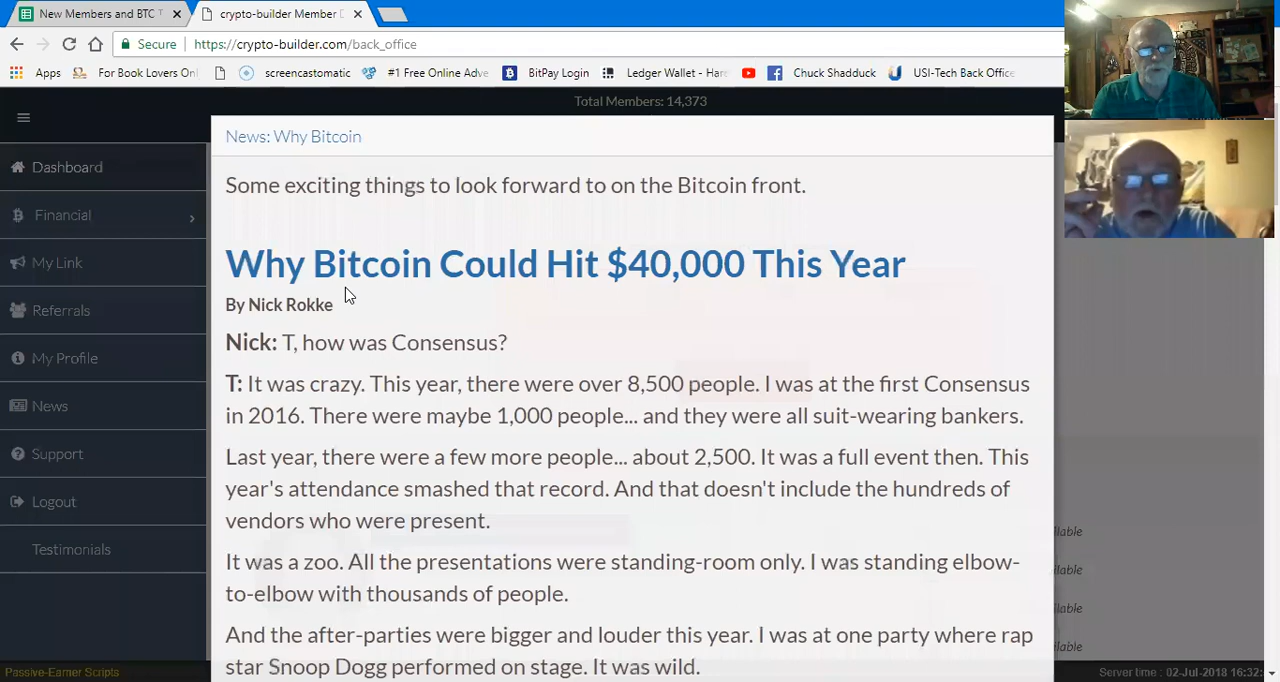 New Members and BTC T
crypto-builder Member D
Secure
https://crypto-builder.com/back_office
Apps
For Book Lovers Onl
screencastomatic
#1 Free Online Adve
BitPay Login
Ledger Wallet - Har
Chuck Shadduck
USI-Tech Back Office
Total Members: 14,373
Dashboard
Financial
My Link
Referrals
My Profile
News
Support
Logout
Testimonials
News: Why Bitcoin
Some exciting things to look forward to on the Bitcoin front.
Why Bitcoin Could Hit $40,000 This Year
By Nick Rokke
Nick: T, how was Consensus?
T: It was crazy. This year, there were over 8,500 people. I was at the first Consensus
in 2016. There were maybe 1,000 people... and they were all suit-wearing bankers.
Last year, there were a few more people... about 2,500. It was a full event then. This
year's attendance smashed that record. And that doesn't include the hundreds of
vendors who were present.
It was a zoo. All the presentations were standing-room only. I was standing elbow-
to-elbow with thousands of people.
And the after-parties were bigger and louder this year. I was at one party where rap
star Snoop Dogg performed on stage. It was wild.
ilable
ilable
ilable
ilable
Passive-Earner Scripts
Server time : 02-Jul-2018 16:32: